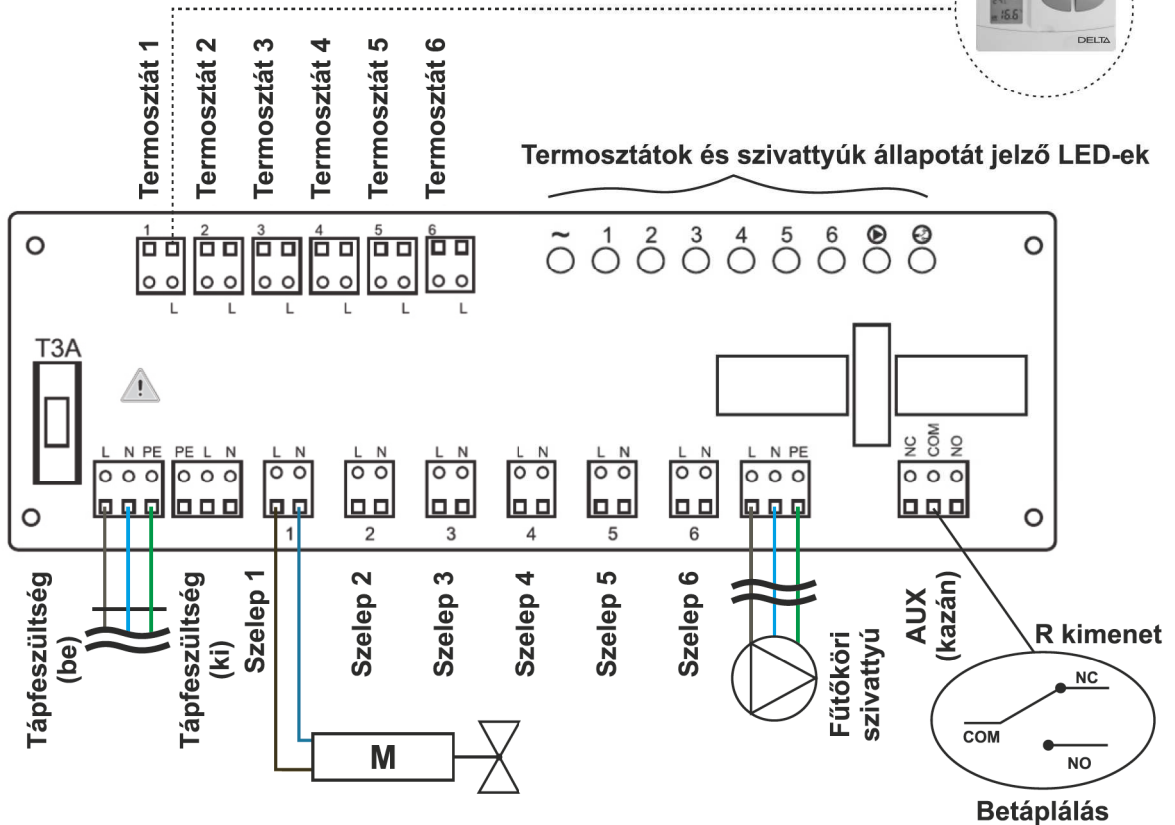 24.
16.6°
DELTA
Termosztát 1
Termosztát 2
Termosztát 3
Termosztát 4
Termosztát 5
Termosztát 6
Termosztátok és szivattyúk állapotát jelző LED-ek
1 2 3 4 5 6
~ 1 2 3 4 5 6
L L L L L L
T3A
!
L N PE PE L N L N L N L N L N L N L N L N PE NC COM NO
1 2 3 4 5 6
Tápfeszültség (be)
Tápfeszültség (ki)
Szelep 1
Szelep 2
Szelep 3
Szelep 4
Szelep 5
Szelep 6
Fűtőköri szivattyú
AUX (kazán)
R kimenet
NC
COM
NO
M
Betáplálás